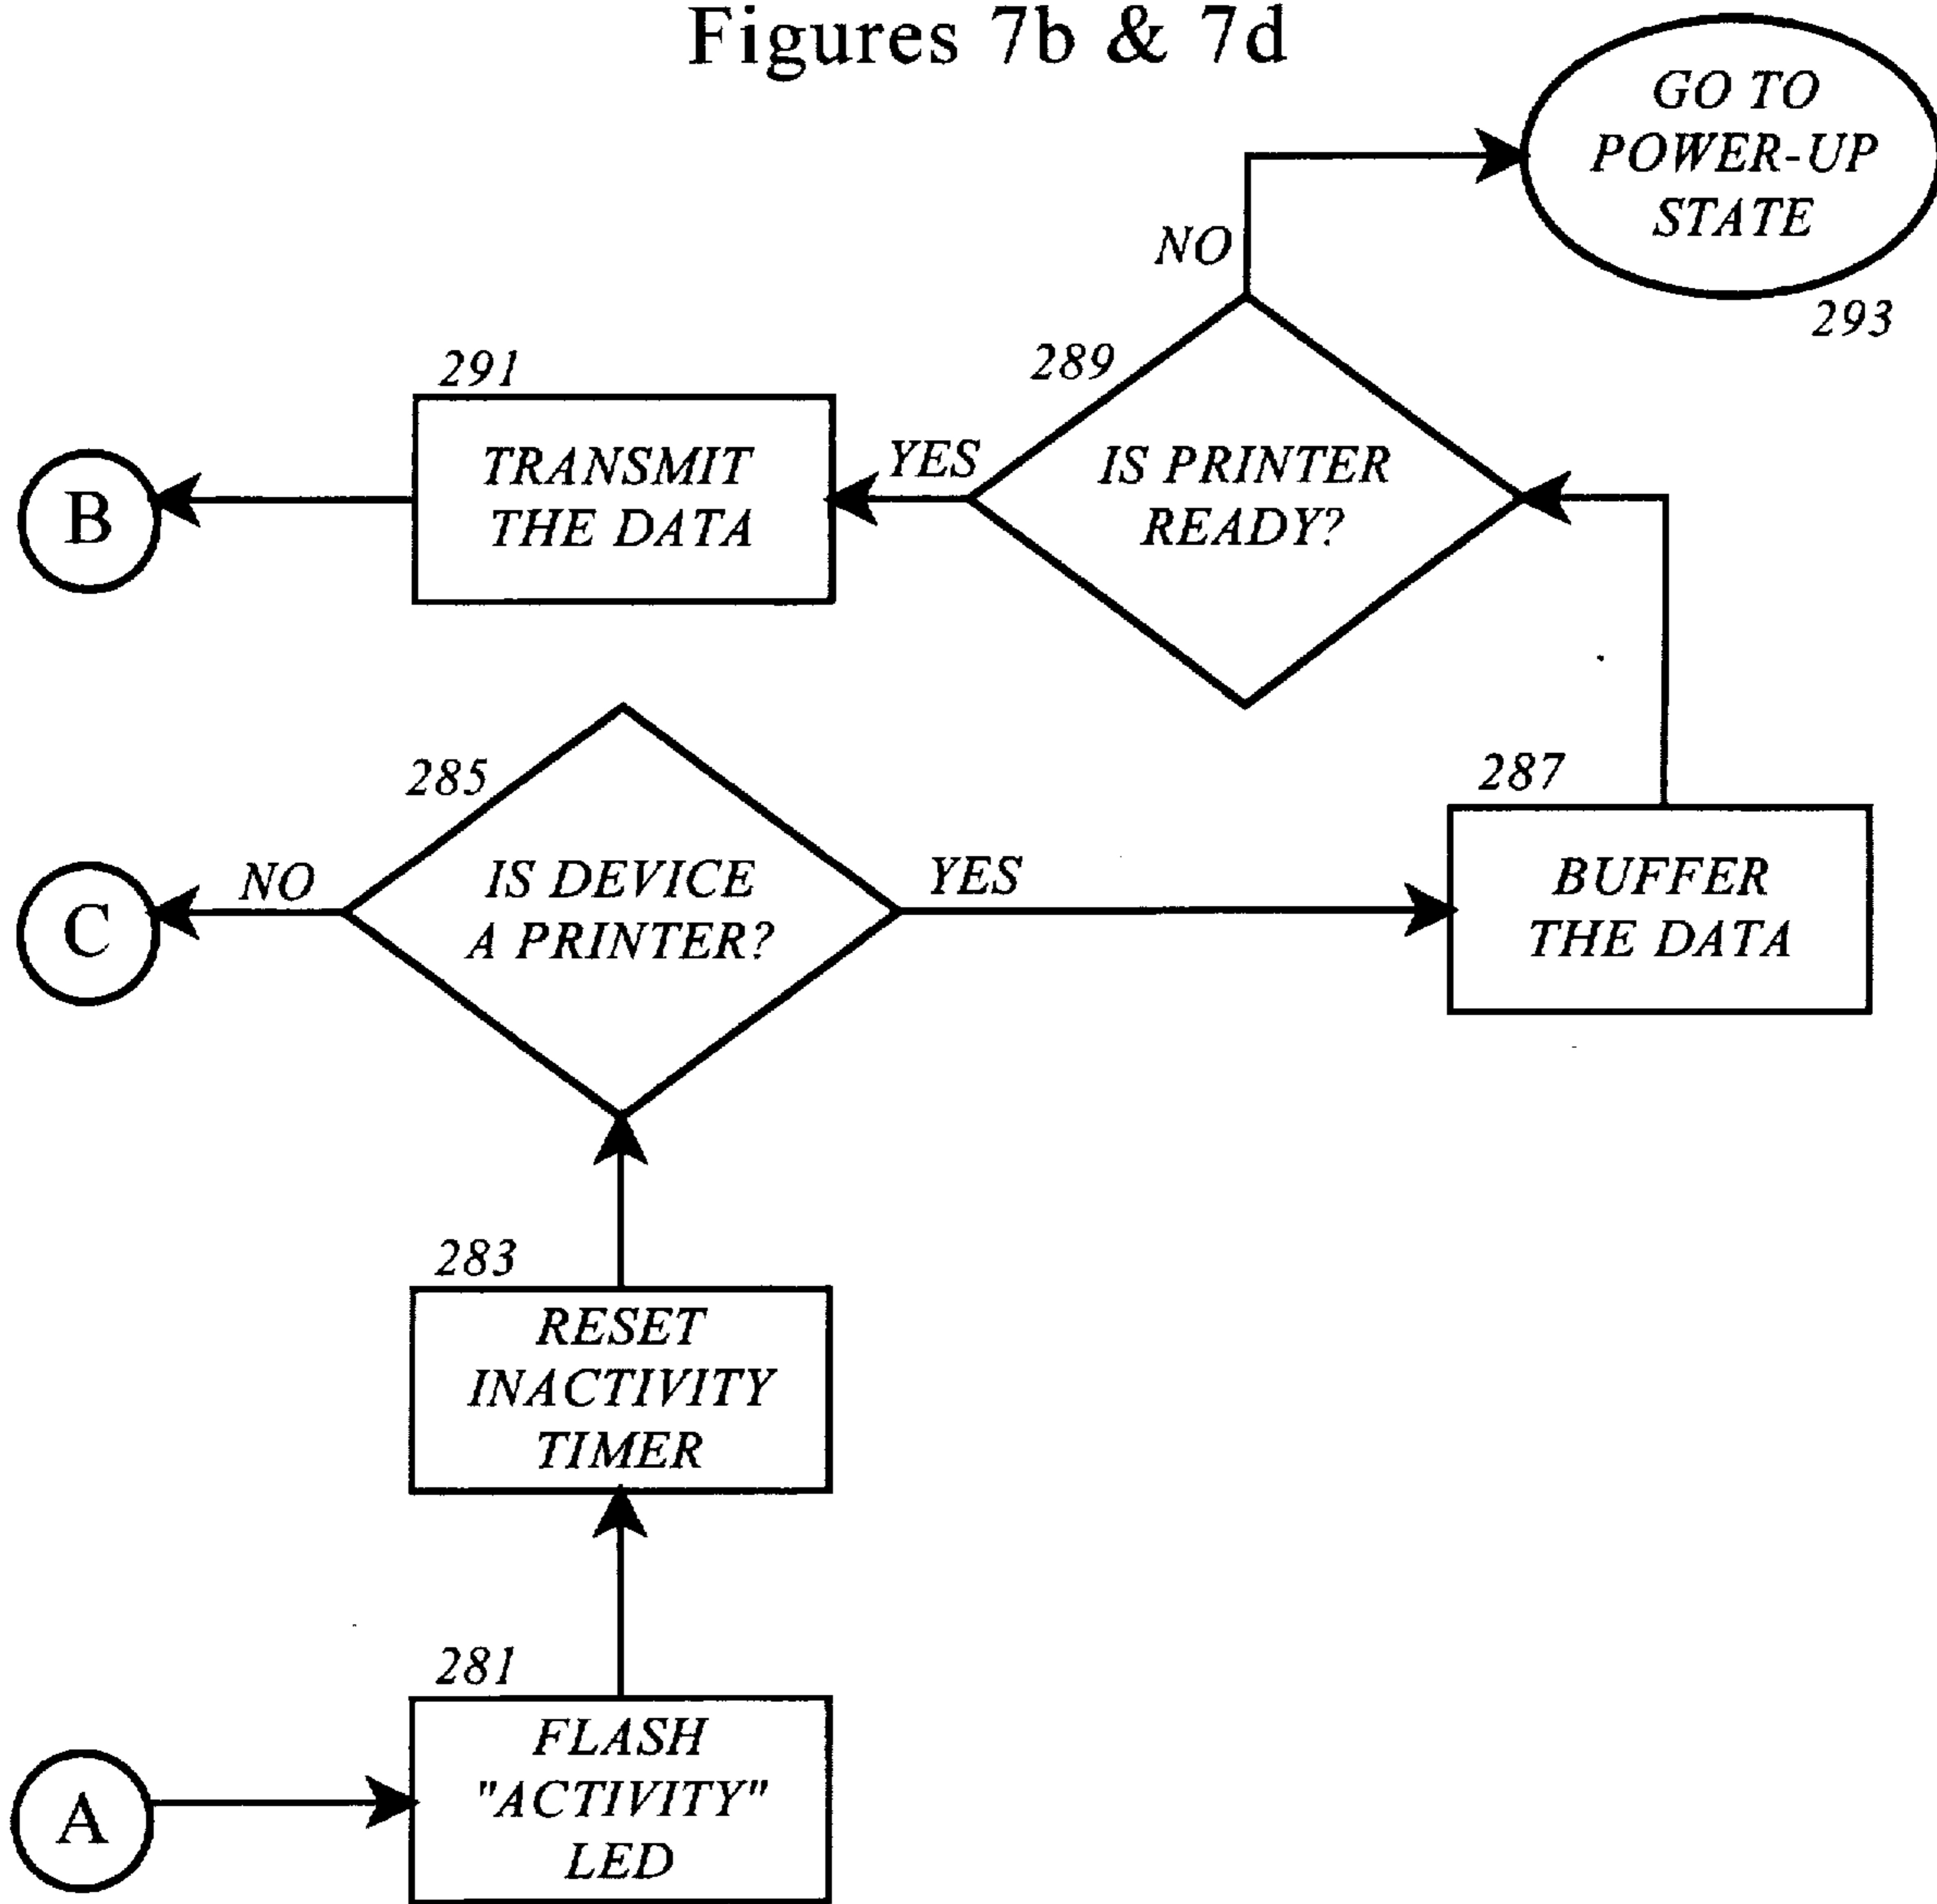 Figures 7b & 7d
GO TO
POWER-UP
STATE
293
NO
289
IS PRINTER
READY?
YES
291
TRANSMIT
THE DATA
B
285
IS DEVICE
A PRINTER?
NO
C
YES
287
BUFFER
THE DATA
283
RESET
INACTIVITY
TIMER
281
FLASH
"ACTIVITY"
LED
A